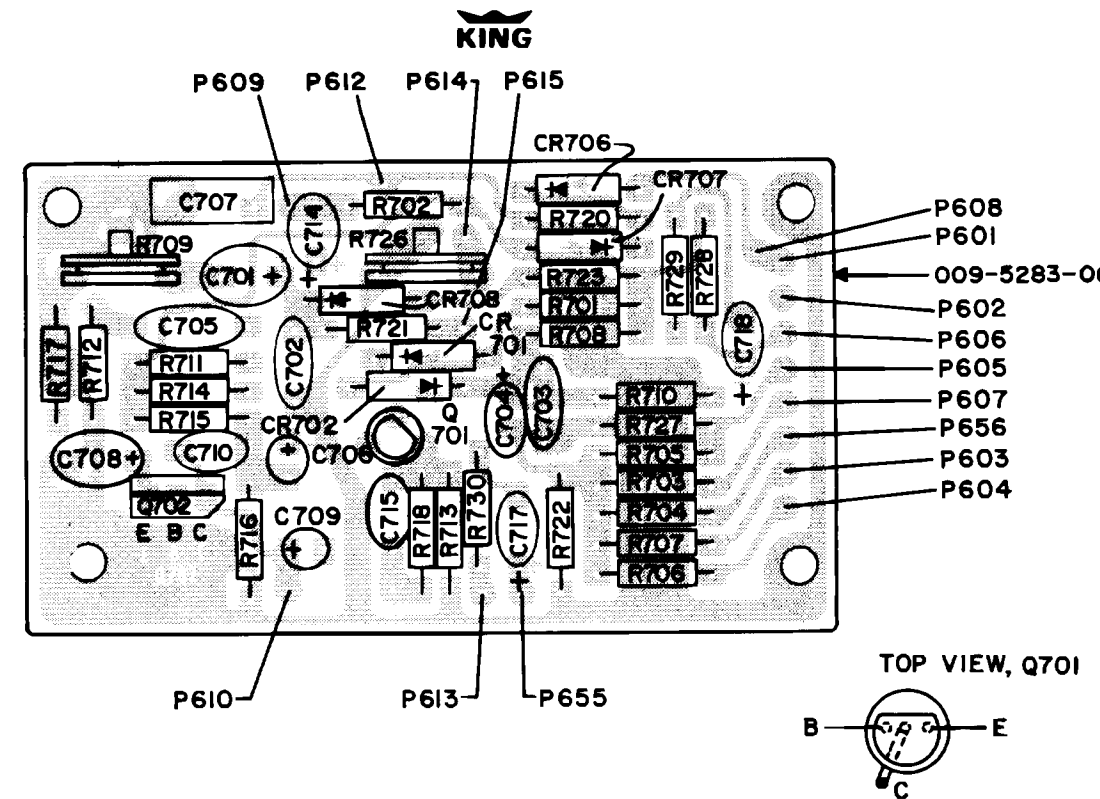 KING
P609
P612
P614
P615
CR706
CR707
C707
C714
R702
R720
R709
R726
C701 +
+
R723
R729
R728
P608
P601
009-5283-00
CR708
R701
P602
C705
R721
CR
701
R708
C718
+
P606
R717
R712
R711
C702
P605
R714
CR702
Q
701
+
C704
C703
R710
P607
R715
R727
P656
C708+
C710
+
R705
P603
Q702
E B C
R703
P604
R716
C709
+
C715
R718
R713
R730
C717
+
R722
R704
R707
R706
P610
P613
P655
TOP VIEW, Q701
B
E
C